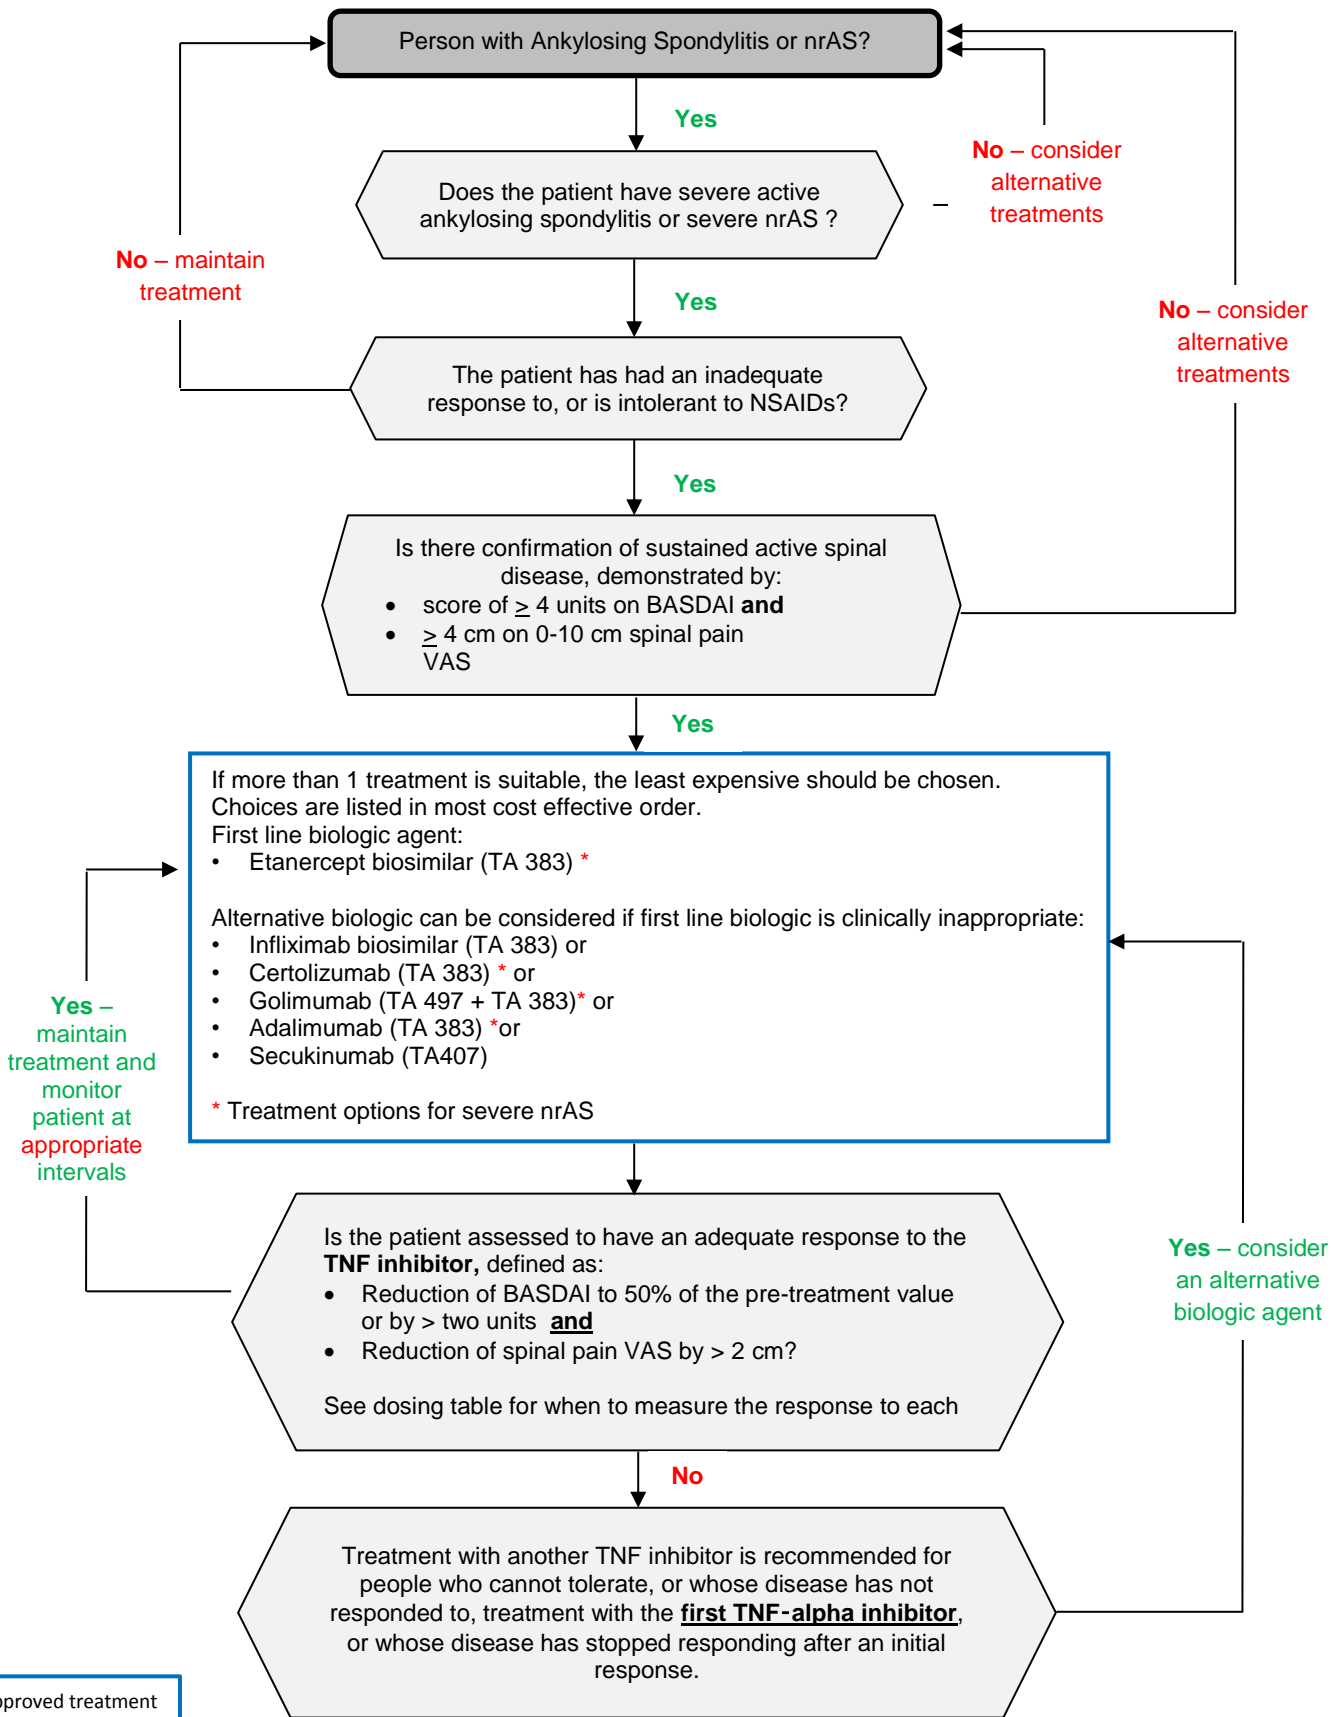 Person with Ankylosing Spondylitis or nrAS?
Yes
No – consider
alternative
treatments
Does the patient have severe active
ankylosing spondylitis or severe nrAS ?
–
No – maintain
treatment
Yes
No – consider
alternative
treatments
The patient has had an inadequate
response to, or is intolerant to NSAIDs?
Yes
Is there confirmation of sustained active spinal
disease, demonstrated by:
• score of > 4 units on BASDAI and
• > 4 cm on 0-10 cm spinal pain
VAS
Yes
If more than 1 treatment is suitable, the least expensive should be chosen.
Choices are listed in most cost effective order.
First line biologic agent:
• Etanercept biosimilar (TA 383) *
Alternative biologic can be considered if first line biologic is clinically inappropriate:
• Infliximab biosimilar (TA 383) or
• Certolizumab (TA 383) * or
• Golimumab (TA 497 + TA 383)* or
• Adalimumab (TA 383) *or
• Secukinumab (TA407)
* Treatment options for severe nrAS
Yes –
maintain
treatment and
monitor
patient at
appropriate
intervals
Is the patient assessed to have an adequate response to the
TNF inhibitor, defined as:
• Reduction of BASDAI to 50% of the pre-treatment value
or by > two units and
• Reduction of spinal pain VAS by > 2 cm?
See dosing table for when to measure the response to each
Yes – consider
an alternative
biologic agent
No
Treatment with another TNF inhibitor is recommended for
people who cannot tolerate, or whose disease has not
responded to, treatment with the first TNF-alpha inhibitor,
or whose disease has stopped responding after an initial
response.
treatment